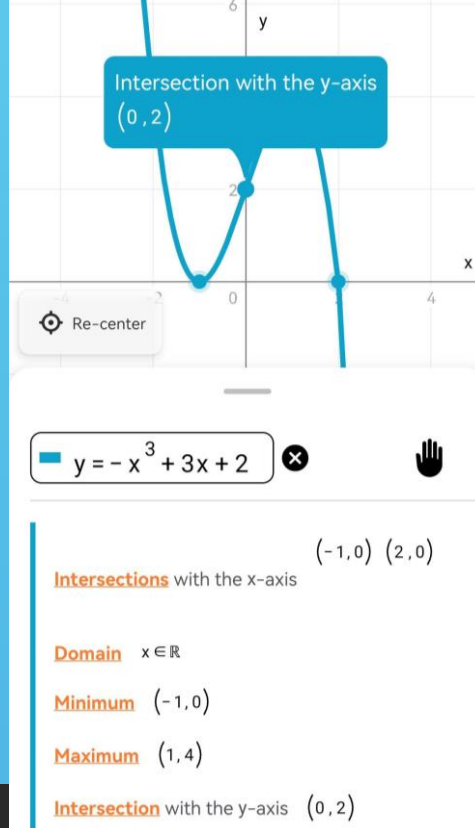 6
y
Intersection with the y-axis
(0,2)
2
x
-4 -2 0 4
Re-center
y = - x³ + 3x + 2
(-1,0) (2,0)
Intersections with the x-axis
Domain x ∈ ℝ
Minimum (-1,0)
Maximum (1,4)
Intersection with the y-axis (0,2)